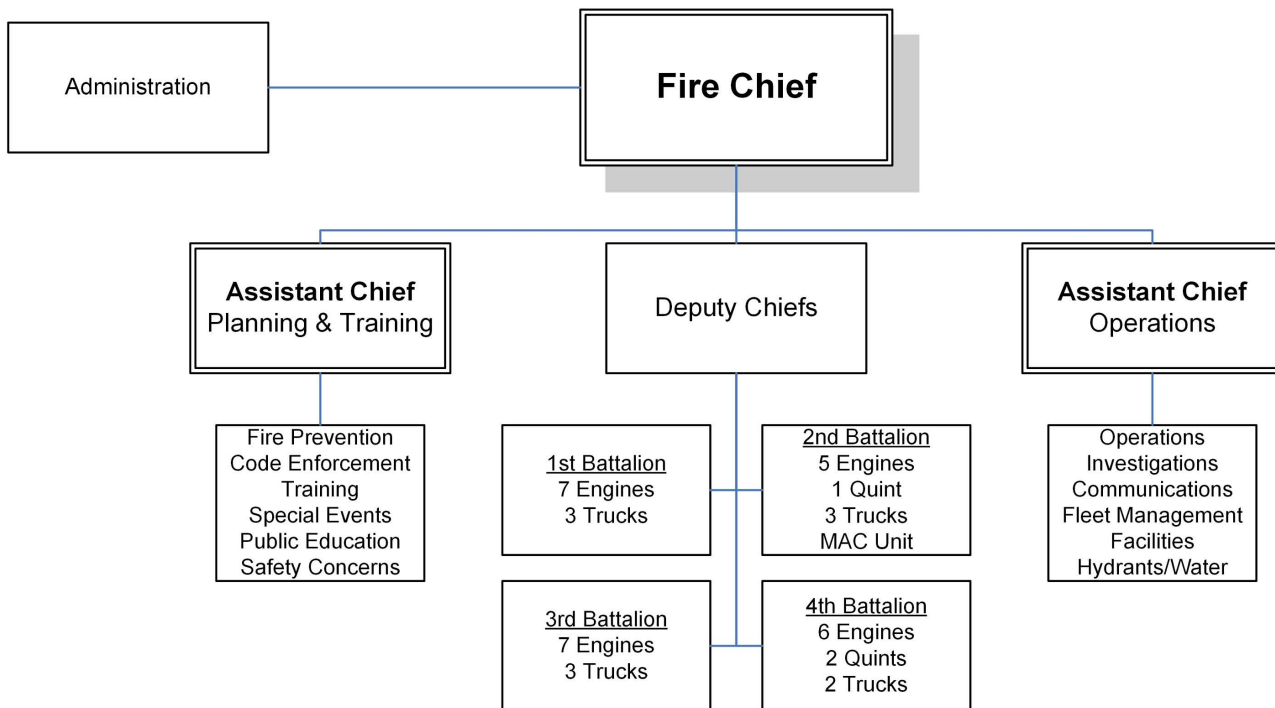 Administration
Fire Chief
Assistant Chief
Planning & Training
Deputy Chiefs
Assistant Chief
Operations
Fire Prevention
Code Enforcement
Training
Special Events
Public Education
Safety Concerns
1st Battalion
7 Engines
3 Trucks
2nd Battalion
5 Engines
1 Quint
3 Trucks
MAC Unit
Operations
Investigations
Communications
Fleet Management
Facilities
Hydrants/Water
3rd Battalion
7 Engines
3 Trucks
4th Battalion
6 Engines
2 Quints
2 Trucks